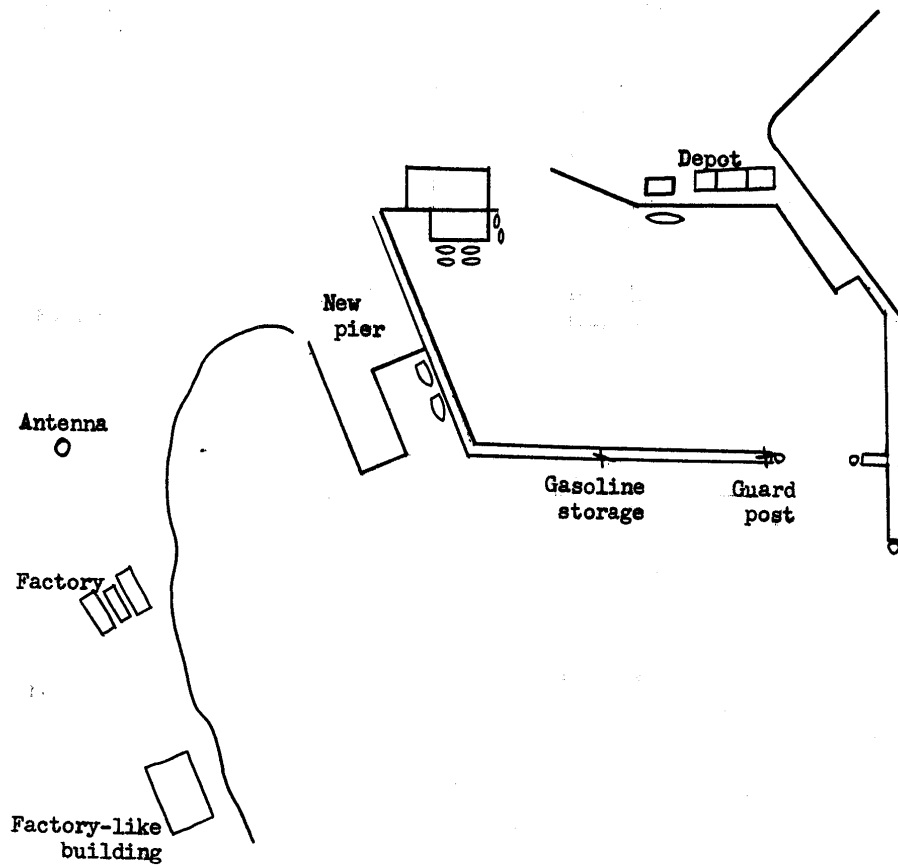 Depot
New
pier
Antenna
Gasoline
storage
Guard
post
Factory
Factory-like
building